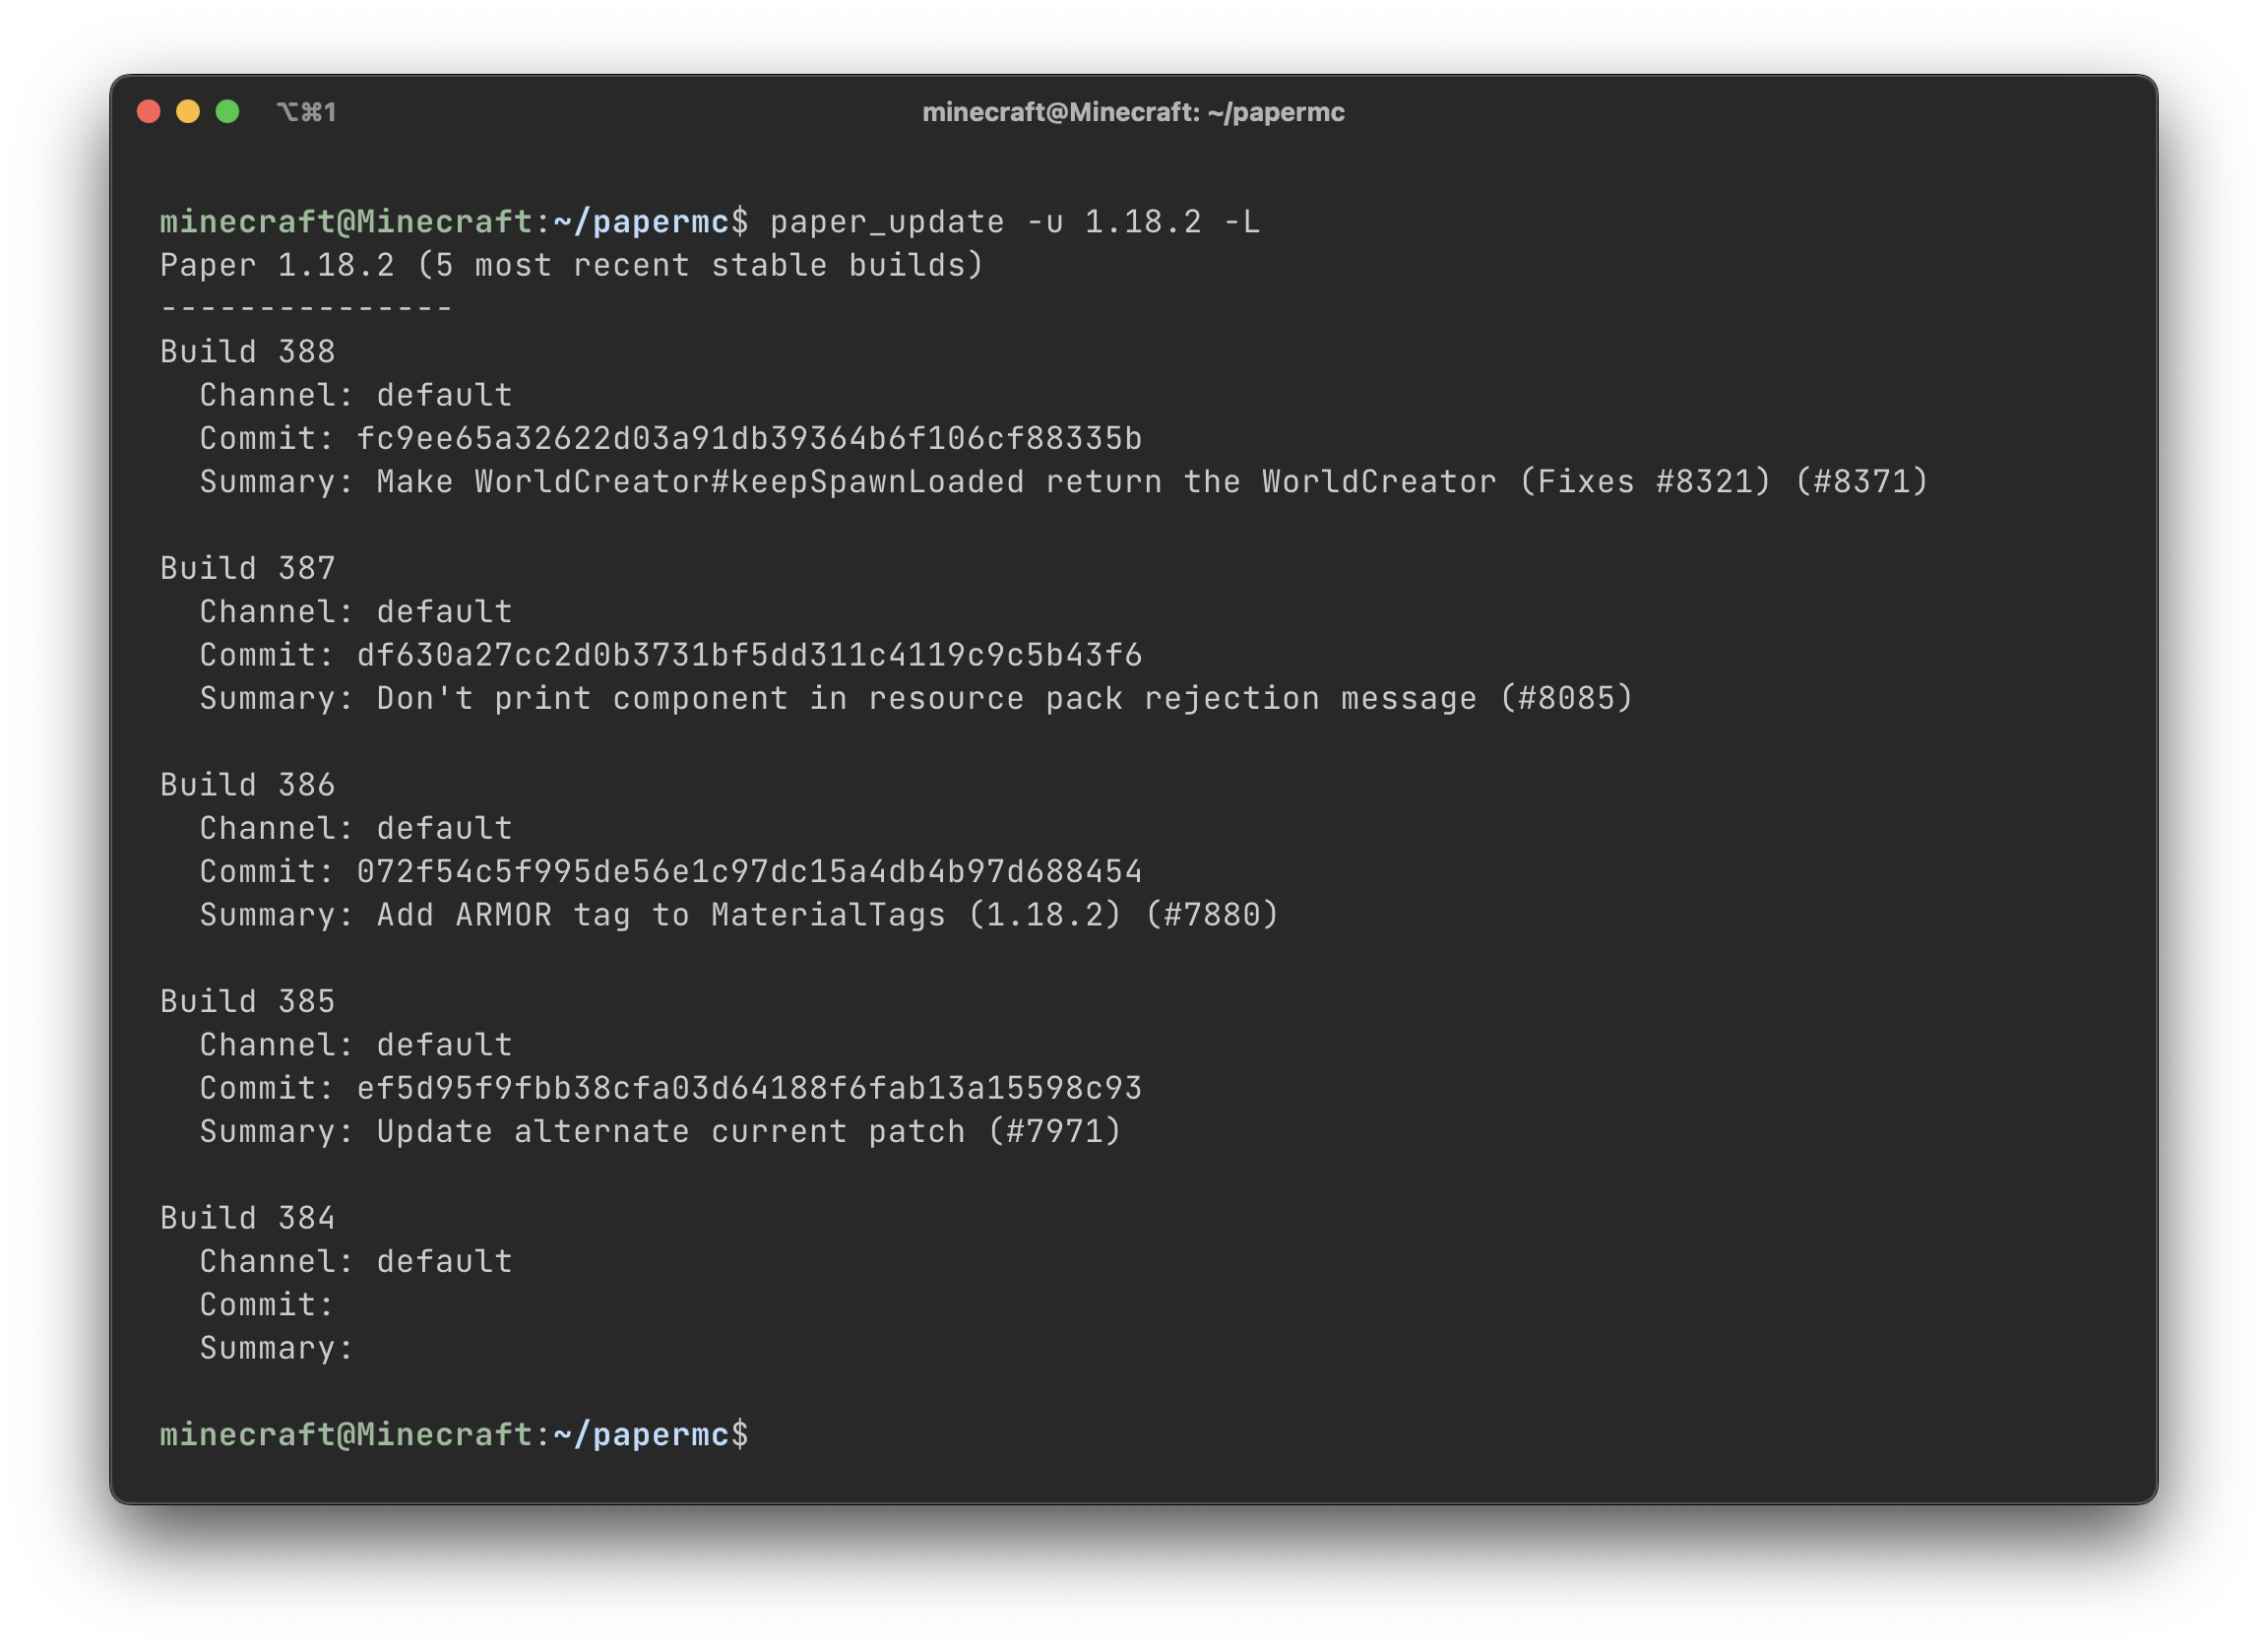 ⌥⌘1
minecraft@Minecraft: ~/papermc
minecraft@Minecraft:~/papermc$ paper_update -u 1.18.2 -L
Paper 1.18.2 (5 most recent stable builds)
---------------
Build 388
  Channel: default
  Commit: fc9ee65a32622d03a91db39364b6f106cf88335b
  Summary: Make WorldCreator#keepSpawnLoaded return the WorldCreator (Fixes #8321) (#8371)
Build 387
  Channel: default
  Commit: df630a27cc2d0b3731bf5dd311c4119c9c5b43f6
  Summary: Don't print component in resource pack rejection message (#8085)
Build 386
  Channel: default
  Commit: 072f54c5f995de56e1c97dc15a4db4b97d688454
  Summary: Add ARMOR tag to MaterialTags (1.18.2) (#7880)
Build 385
  Channel: default
  Commit: ef5d95f9fbb38cfa03d64188f6fab13a15598c93
  Summary: Update alternate current patch (#7971)
Build 384
  Channel: default
  Commit:
  Summary:
minecraft@Minecraft:~/papermc$